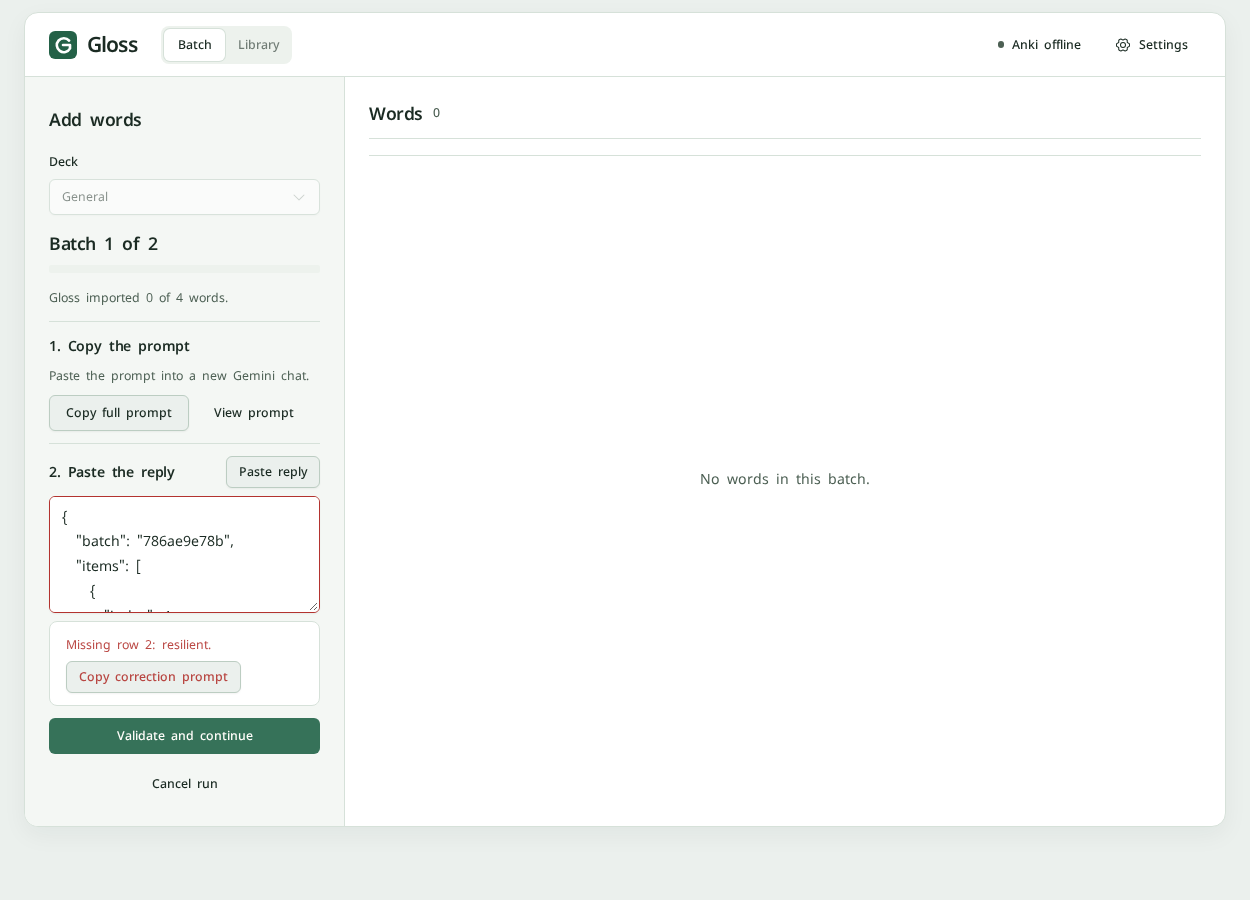 Gloss
Batch
Library
Anki offline
Settings
Add words
Deck
General
Batch 1 of 2
Gloss imported 0 of 4 words.
1. Copy the prompt
Paste the prompt into a new Gemini chat.
Copy full prompt
View prompt
2. Paste the reply
Paste reply
{
"batch": "786ae9e78b",
"items": [
{
Missing row 2: resilient.
Copy correction prompt
Validate and continue
Cancel run
Words 0
No words in this batch.